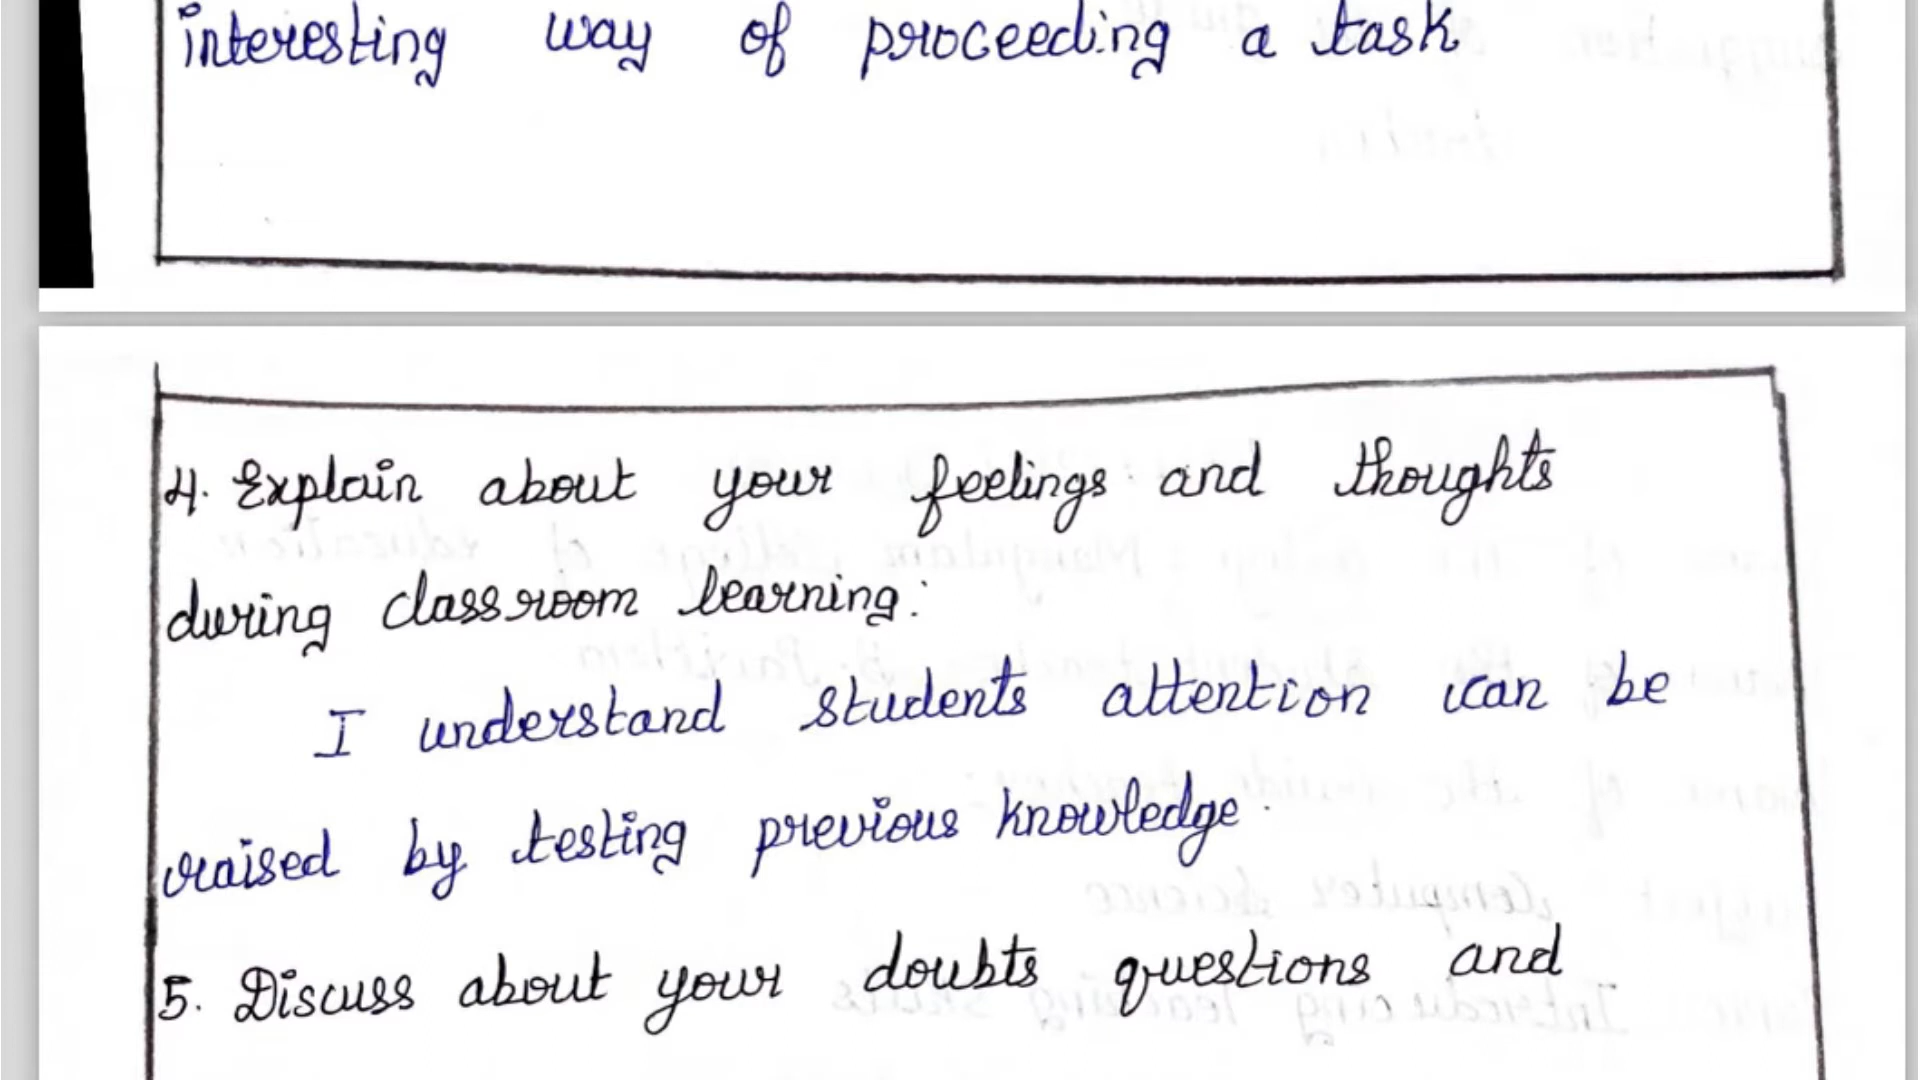 interesting way of proceeding a task
4. Explain about your feelings and thoughts
during classroom learning:
I understand students attention can be
raised by testing previous knowledge.
5. Discuss about your doubts questions and